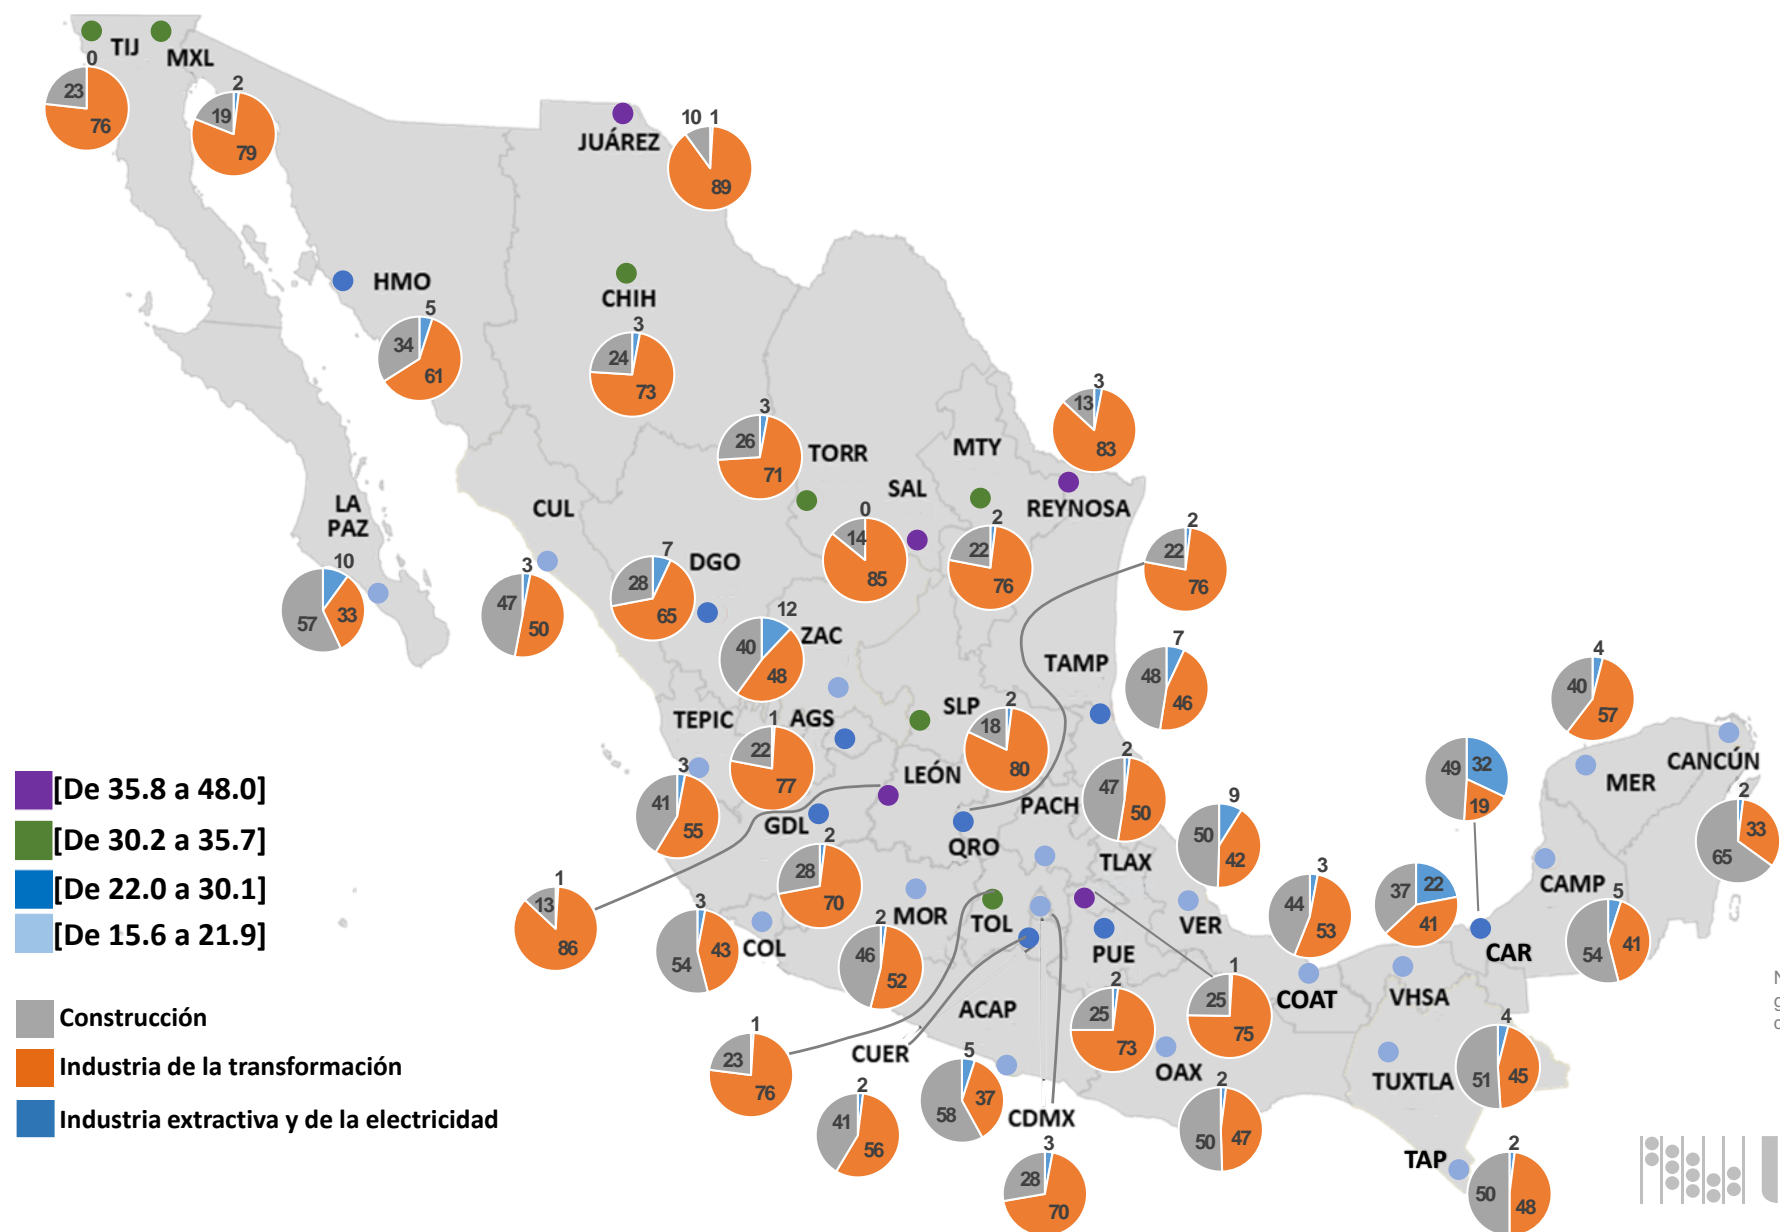 TIJ
MXL
0
23
76
2
19
79
JUÁREZ
10
1
89
HMO
5
34
61
CHIH
3
24
73
3
26
71
TORR
MTY
3
13
83
REYNOSA
SAL
0
14
85
2
22
76
2
22
76
LA
PAZ
10
57
33
CUL
3
47
50
DGO
7
28
65
12
ZAC
40
48
TAMP
7
48
46
TEPIC
AGS
1
22
77
SLP
2
18
80
LEÓN
3
41
55
GDL
2
28
70
QRO
PACH
2
47
50
TLAX
9
50
42
4
40
57
MER
CANCÚN
2
33
65
49
32
19
CAR
CAMP
5
54
41
[De 35.8 a 48.0]
[De 30.2 a 35.7]
[De 22.0 a 30.1]
[De 15.6 a 21.9]
1
13
86
3
54
43
COL
MOR
2
46
52
TOL
PUE
VER
3
44
53
COAT
37
22
41
VHSA
ACAP
2
25
73
1
25
75
OAX
CUER
1
23
76
2
41
56
5
58
37
CDMX
3
28
70
2
50
47
TUXTLA
4
51
45
TAP
2
50
48
Construcción
Industria de la transformación
Industria extractiva y de la electricidad
N
g
c